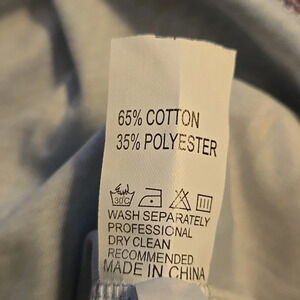 65% COTTON
35% POLYESTER
30°C
WASH SEPARATELY
PROFESSIONAL
DRY CLEAN
RECOMMENDED
MADE IN CHINA